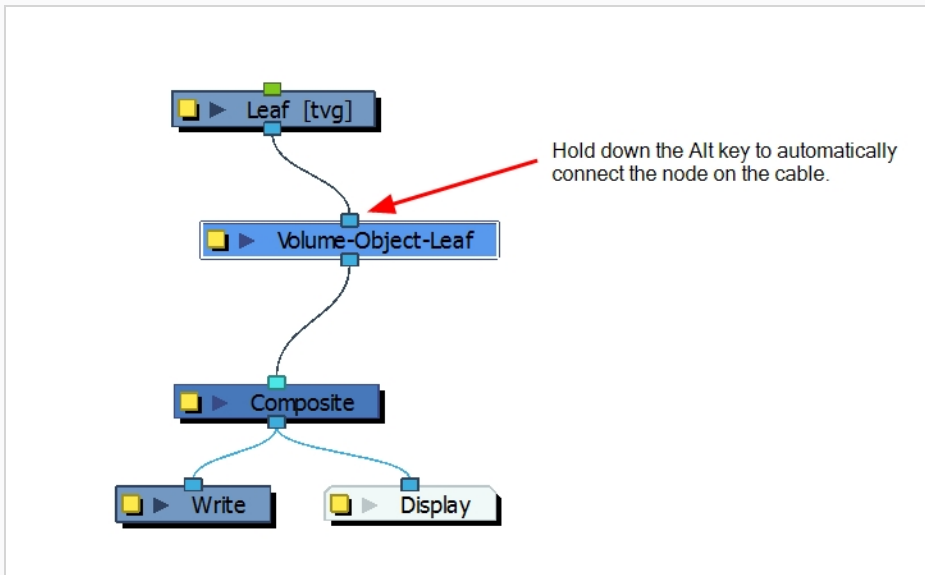 Leaf [tvg]
Hold down the Alt key to automatically
connect the node on the cable.
Volume-Object-Leaf
Composite
Write
Display